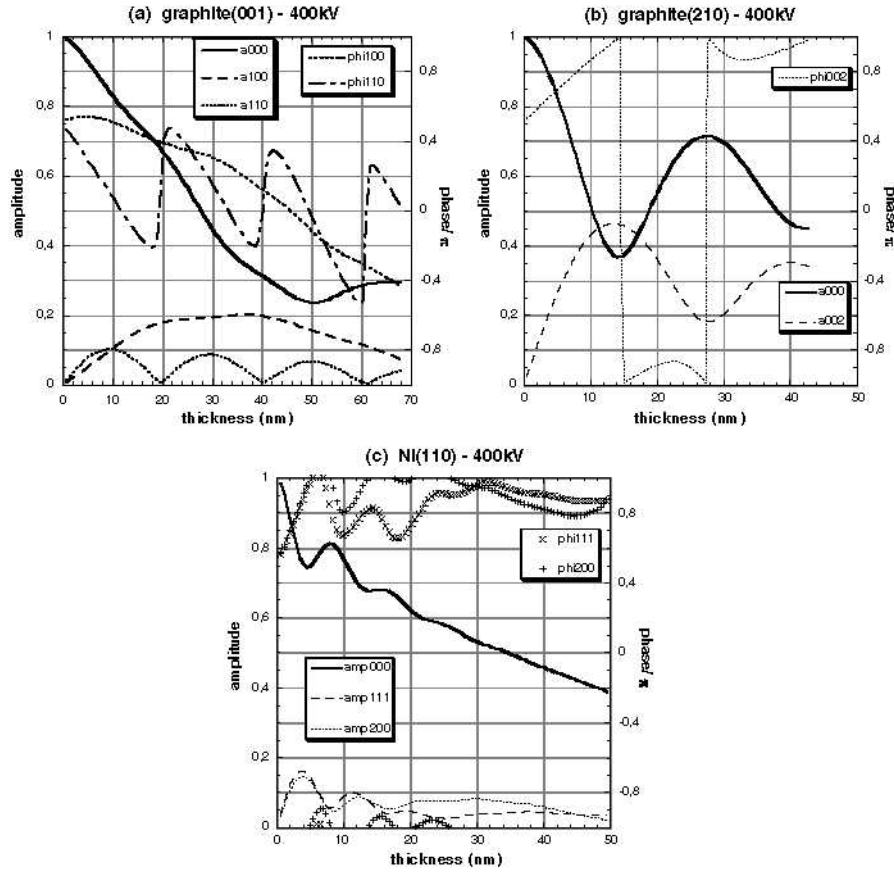 (a) graphite(001) - 400kV
a000
a100
a110
phi100
phi110
1
0,8
0,6
0,4
0,2
0
0,8
0,4
0
-0,4
-0,8
0 10 20 30 40 50 60 70
amplitude
phase/ π
thickness (nm)
(b) graphite(210) - 400kV
phi002
a000
a002
1
0,8
0,6
0,4
0,2
0
0,8
0,4
0
-0,4
-0,8
0 10 20 30 40 50
amplitude
phase/ π
thickness (nm)
(c) Ni(110) - 400kV
phi111
phi200
amp000
amp111
amp200
1
0,8
0,6
0,4
0,2
0
0,8
0,4
0
-0,4
-0,8
0 10 20 30 40 50
amplitude
phase/ π
thickness (nm)